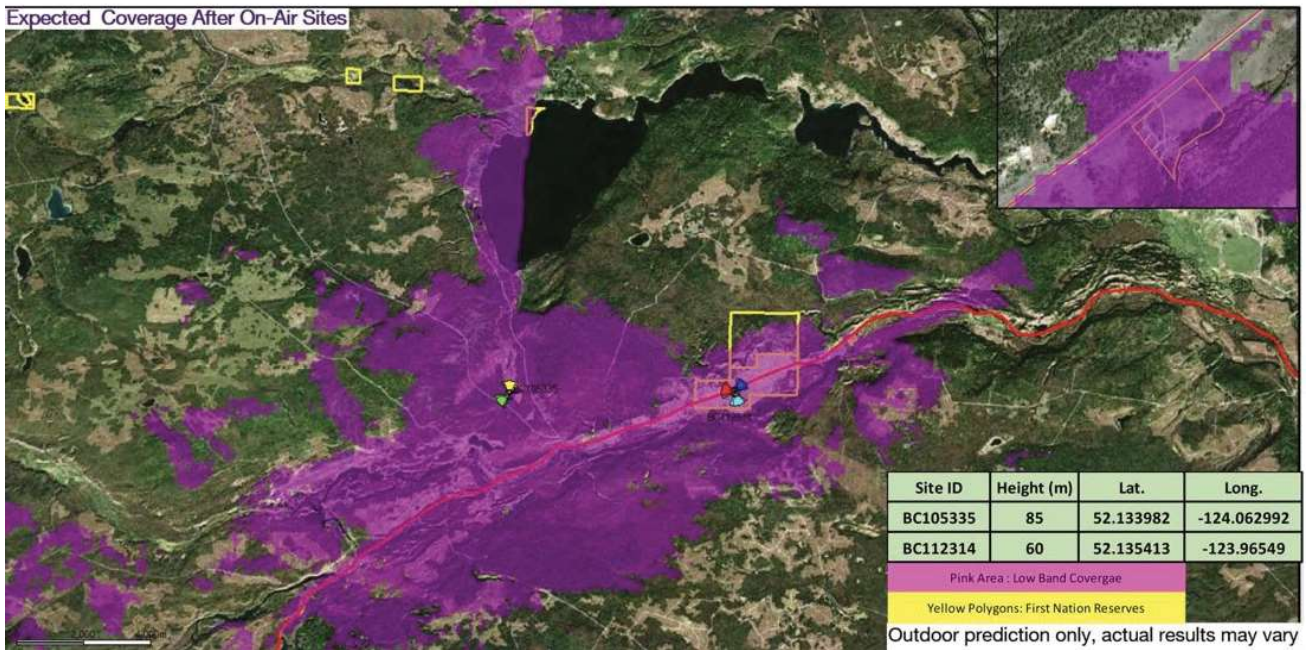 Expected Coverage After On-Air Sites
BC105335
Site ID Height (m) Lat. Long.
BC105335 85 52.133982 -124.062992
BC112314 60 52.135413 -123.96549
Pink Area : Low Band Covergae
Yellow Polygons: First Nation Reserves
Outdoor prediction only, actual results may vary